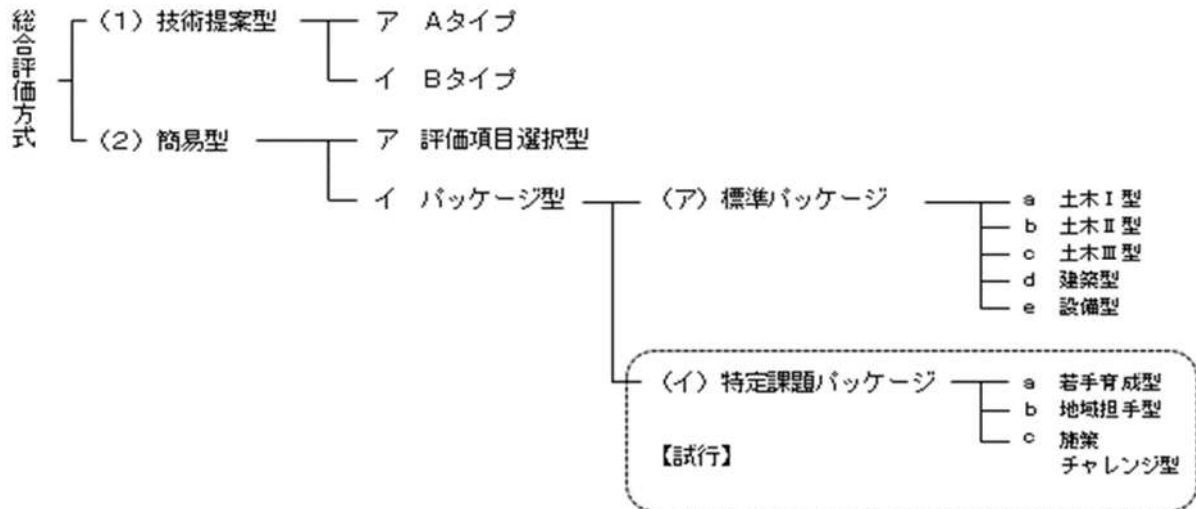 総合評価方式
(1) 技術提案型
ア Aタイプ
イ Bタイプ
(2) 簡易型
ア 評価項目選択型
イ パッケージ型
(ア) 標準パッケージ
a 土木Ⅰ型
b 土木Ⅱ型
c 土木Ⅲ型
d 建築型
e 設備型
(イ) 特定課題パッケージ
【試行】
a 若手育成型
b 地域担手型
c 施策
チャレンジ型